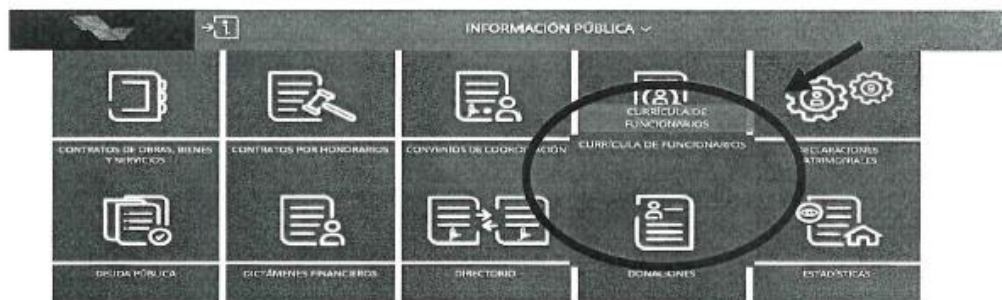 INFORMACIÓN PÚBLICA
CURRÍCULA DE
FUNCIONARIOS
CONTRATOS DE OBRAS, BIENES
Y SERVICIOS
CONTRATOS POR HONORARIOS
CONVENIOS DE COORDINACIÓN
CURRÍCULA DE FUNCIONARIOS
DECLARACIONES
PATRIMONIALES
DEUDA PÚBLICA
DICTÁMENES FINANCIEROS
DIRECTORIO
DONACIONES
ESTADÍSTICAS